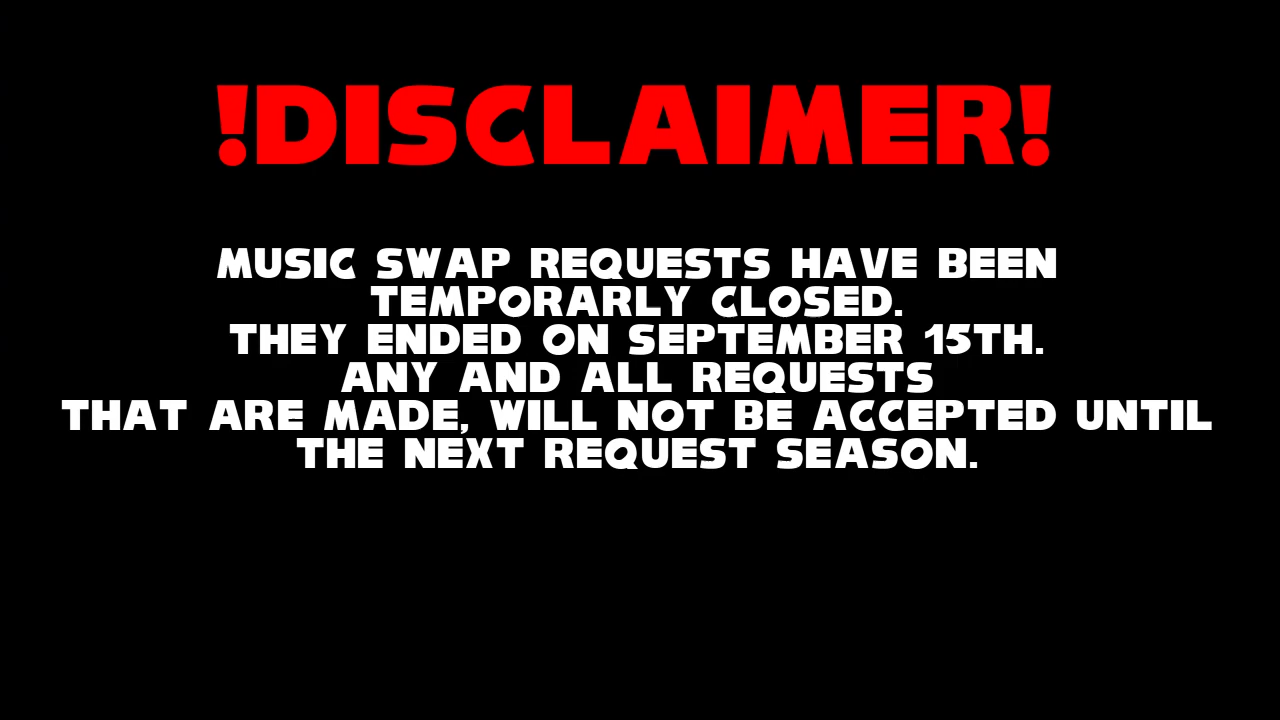 !DISCLAIMER!
MUSIC SWAP REQUESTS HAVE BEEN
TEMPORARLY CLOSED.
THEY ENDED ON SEPTEMBER 15TH.
ANY AND ALL REQUESTS
THAT ARE MADE, WILL NOT BE ACCEPTED UNTIL
THE NEXT REQUEST SEASON.